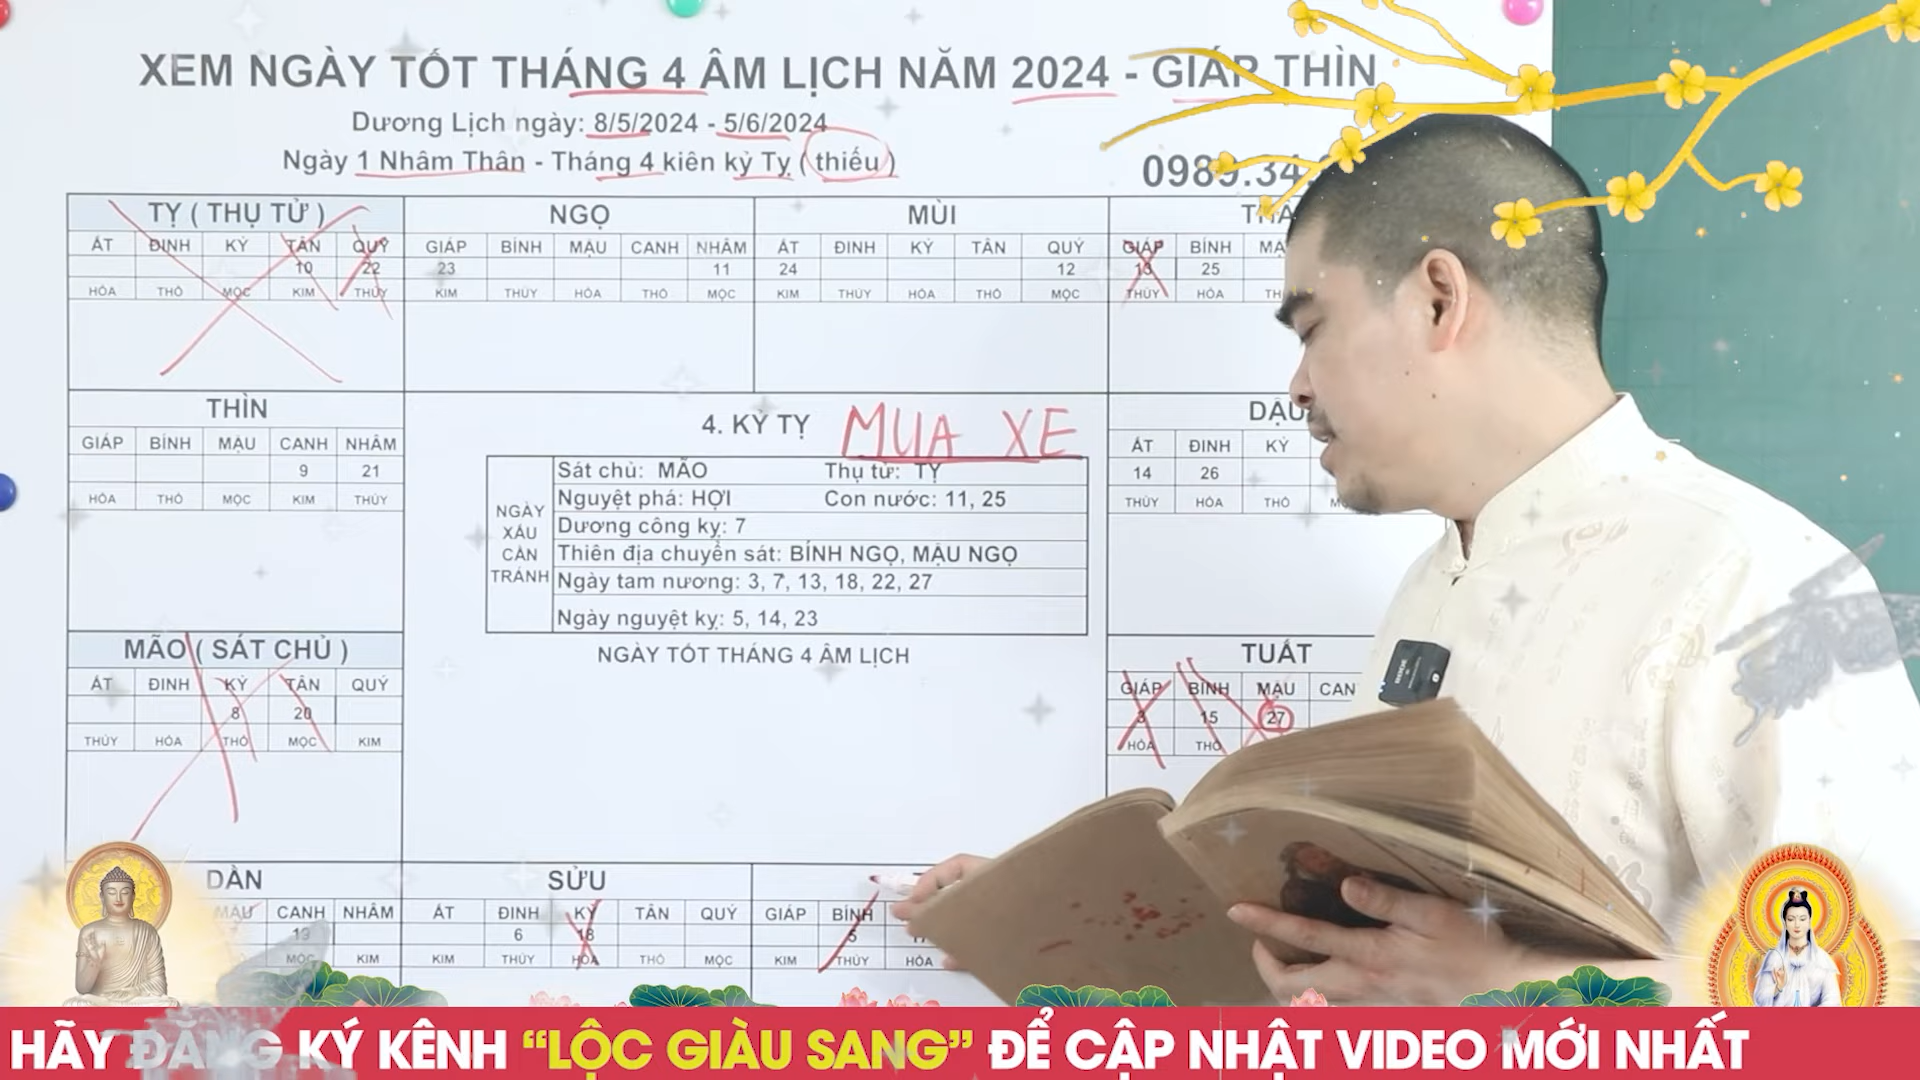 XEM NGÀY TỐT THÁNG 4 ÂM LỊCH NĂM 2024 - GIÁP THÌN
Dương Lịch ngày: 8/5/2024 - 5/6/2024
Ngày 1 Nhâm Thân - Tháng 4 kiên kỷ Tỵ ( thiếu )
0989.34
TỴ ( THỤ TỬ )
ẤT ĐINH KỶ TÂN QUÝ
10 22
HỎA THỔ MỘC KIM THỦY
NGỌ
GIÁP BÍNH MẬU CANH NHÂM
23 11
KIM THỦY HỎA THỔ MỘC
MÙI
ẤT ĐINH KỶ TÂN QUÝ
24 12
KIM THỦY HỎA THỔ MỘC
GIÁP BÍNH
13 25
THỦY HỎA
THÌN
GIÁP BÍNH MẬU CANH NHÂM
9 21
HỎA THỔ MỘC KIM THỦY
4. KỶ TỴ
MUA XE
NGÀY XẤU CẦN TRÁNH
Sát chủ: MÃO Thụ tử: TỴ
Nguyệt phá: HỢI Con nước: 11, 25
Dương công kỵ: 7
Thiên địa chuyển sát: BÍNH NGỌ, MẬU NGỌ
Ngày tam nương: 3, 7, 13, 18, 22, 27
Ngày nguyệt kỵ: 5, 14, 23
NGÀY TỐT THÁNG 4 ÂM LỊCH
DẬU
ẤT ĐINH KỶ
14 26
THỦY HỎA THỔ
MÃO ( SÁT CHỦ )
ẤT ĐINH KỶ TÂN QUÝ
8 20
THỦY HỎA THỔ MỘC KIM
TUẤT
GIÁP BÍNH MẬU CANH
3 15 27
HỎA THỔ
DẦN
MẬU CANH NHÂM
19
MỘC KIM
SỬU
ẤT ĐINH KỶ TÂN QUÝ
6 18
KIM THỦY HỎA THỔ MỘC
GIÁP BÍNH
5 17
KIM THỦY HỎA
HÃY ĐĂNG KÝ KÊNH “LỘC GIÀU SANG” ĐỂ CẬP NHẬT VIDEO MỚI NHẤT